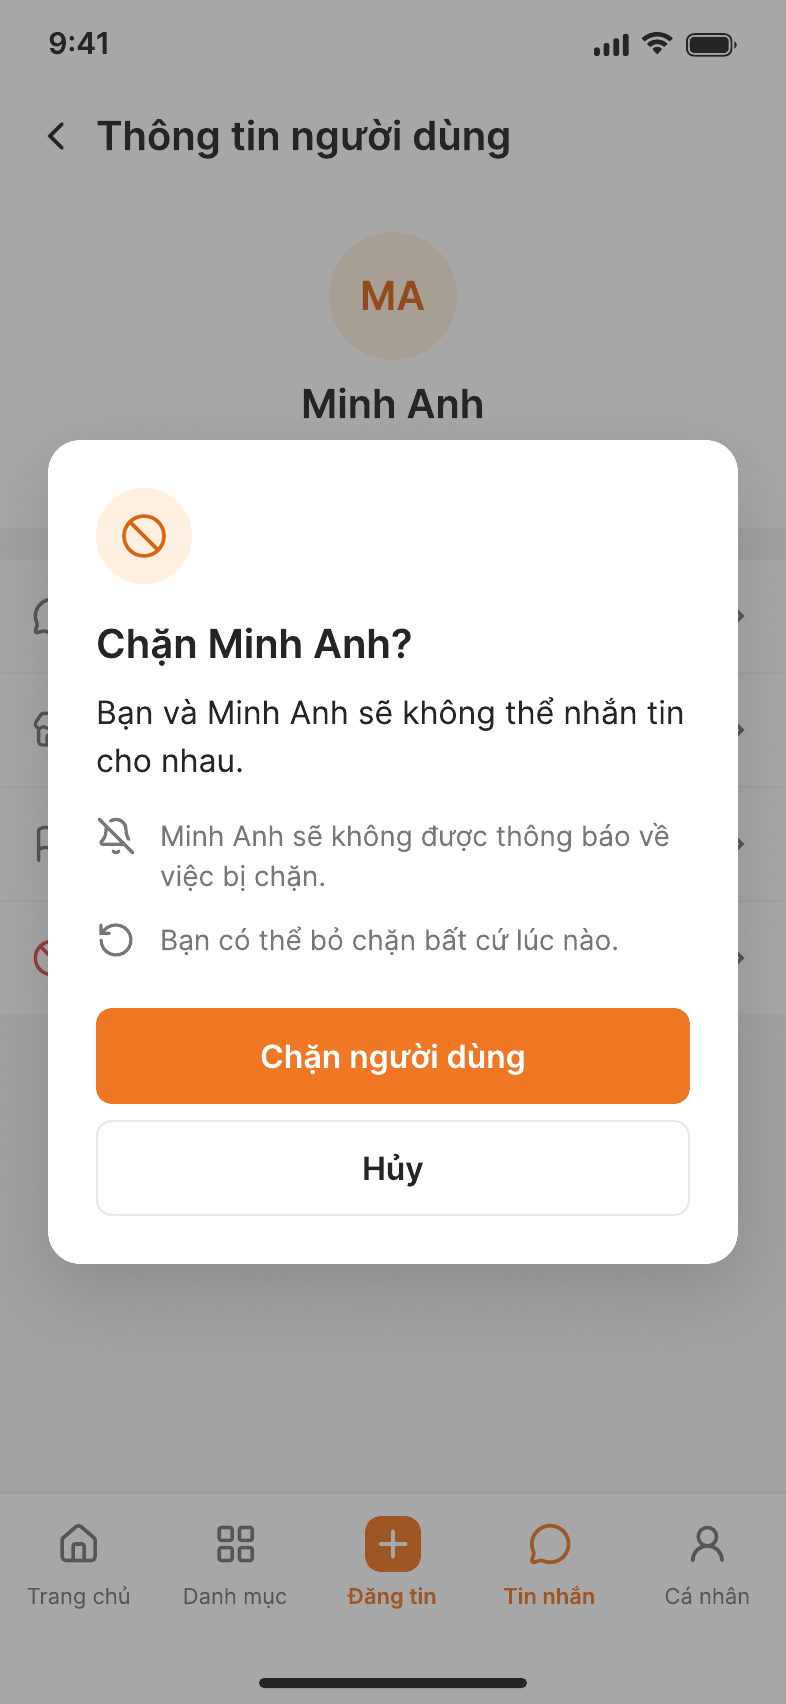 9:41
Thông tin người dùng
MA
Minh Anh
Chặn Minh Anh?
Bạn và Minh Anh sẽ không thể nhắn tin
cho nhau.
Minh Anh sẽ không được thông báo về
việc bị chặn.
Bạn có thể bỏ chặn bất cứ lúc nào.
Chặn người dùng
Hủy
Trang chủ
Danh mục
Đăng tin
Tin nhắn
Cá nhân